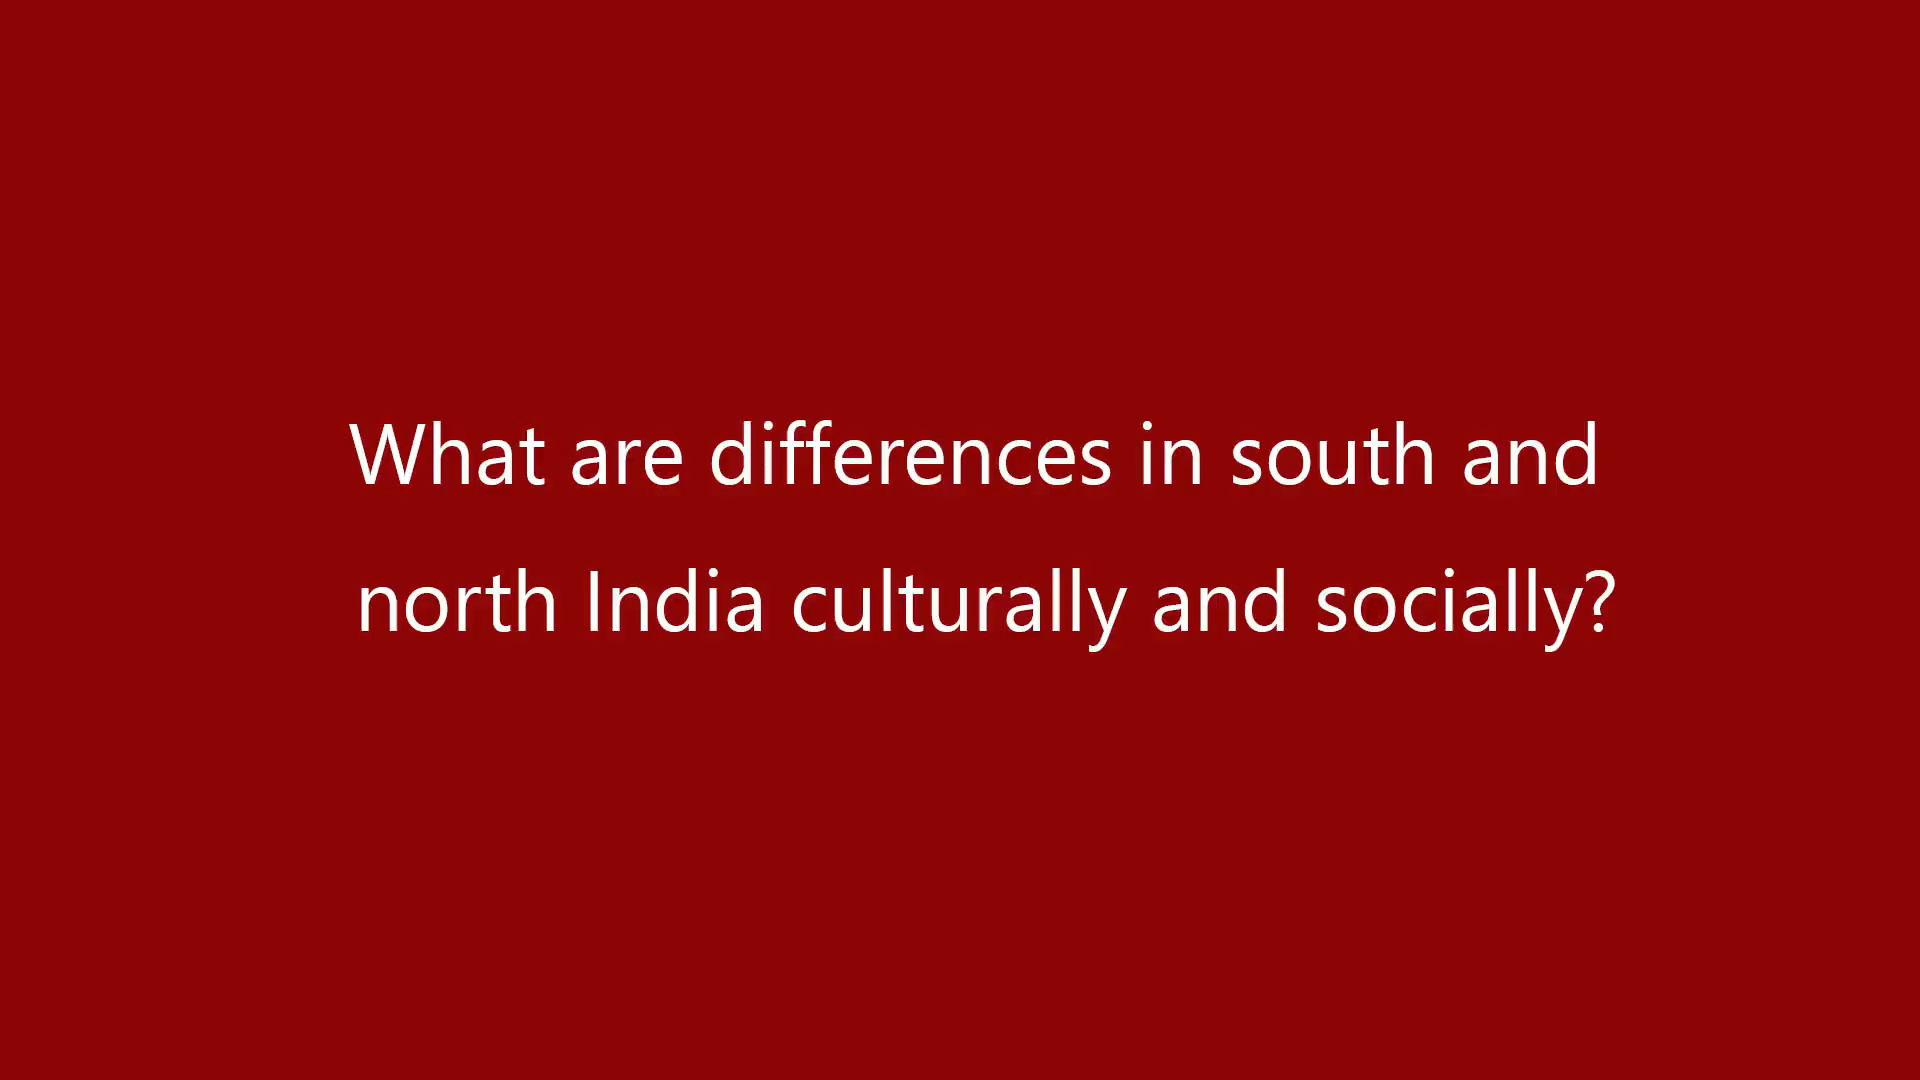 What are differences in south and
north India culturally and socially?